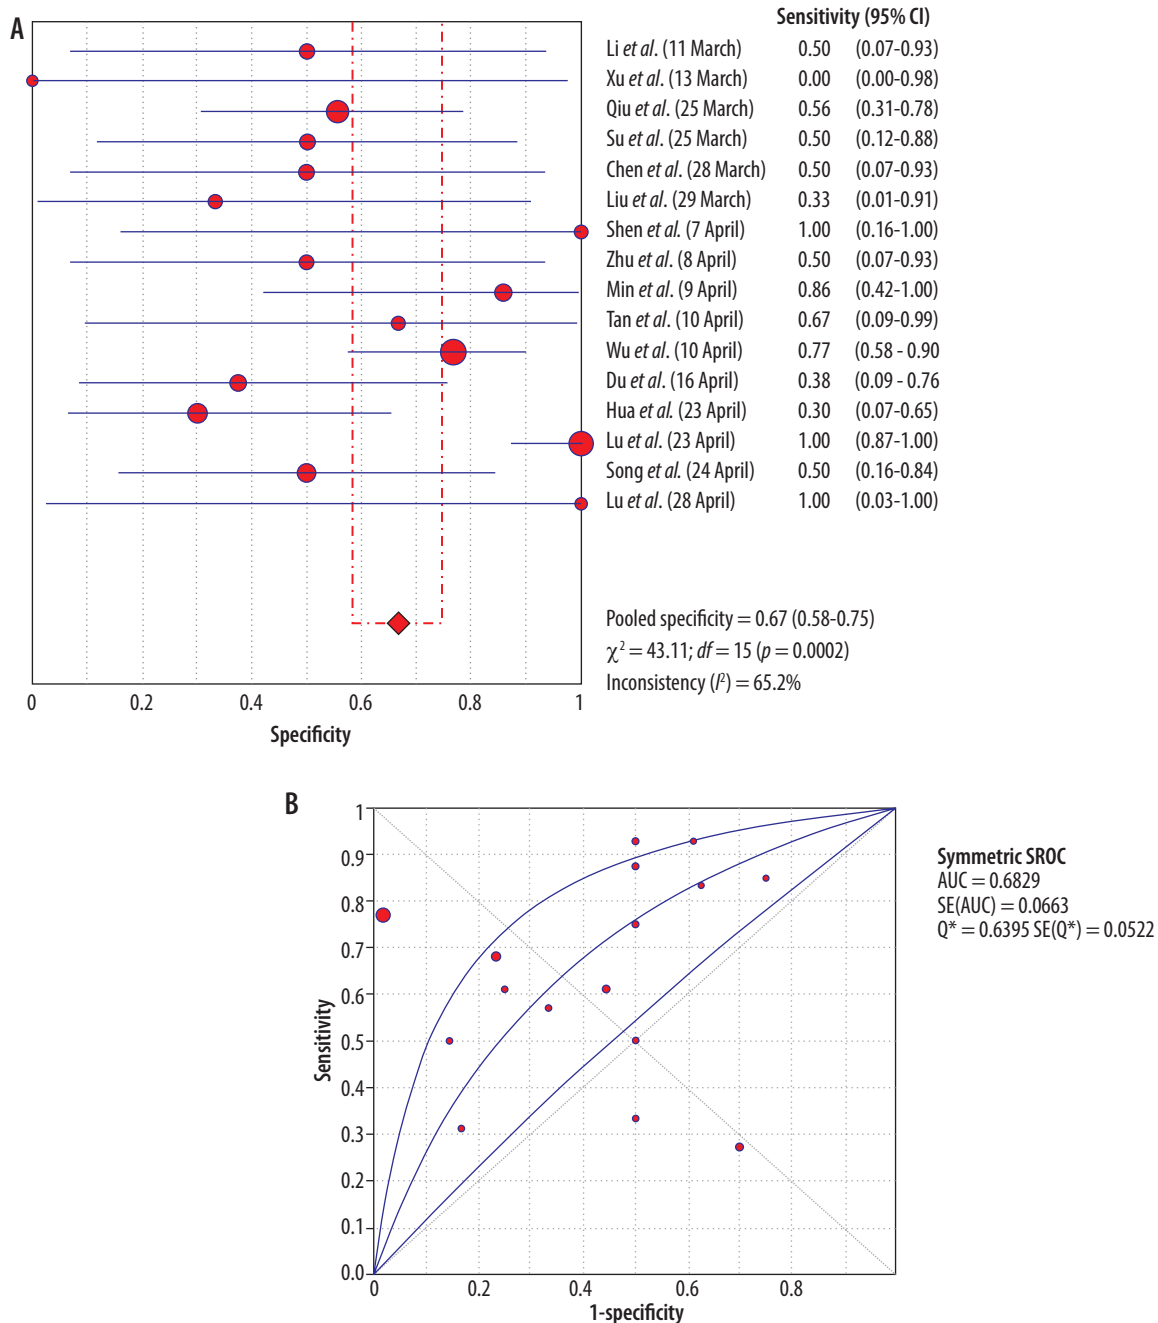 A
Sensitivity (95% CI)
Li et al. (11 March) 0.50 (0.07-0.93)
Xu et al. (13 March) 0.00 (0.00-0.98)
Qiu et al. (25 March) 0.56 (0.31-0.78)
Su et al. (25 March) 0.50 (0.12-0.88)
Chen et al. (28 March) 0.50 (0.07-0.93)
Liu et al. (29 March) 0.33 (0.01-0.91)
Shen et al. (7 April) 1.00 (0.16-1.00)
Zhu et al. (8 April) 0.50 (0.07-0.93)
Min et al. (9 April) 0.86 (0.42-1.00)
Tan et al. (10 April) 0.67 (0.09-0.99)
Wu et al. (10 April) 0.77 (0.58 - 0.90
Du et al. (16 April) 0.38 (0.09 - 0.76
Hua et al. (23 April) 0.30 (0.07-0.65)
Lu et al. (23 April) 1.00 (0.87-1.00)
Song et al. (24 April) 0.50 (0.16-0.84)
Lu et al. (28 April) 1.00 (0.03-1.00)
Pooled specificity = 0.67 (0.58-0.75)
χ² = 43.11; df = 15 (p = 0.0002)
Inconsistency (I²) = 65.2%
0 0.2 0.4 0.6 0.8 1
Specificity
B
1
0.9
0.8
0.7
0.6
0.5
0.4
0.3
0.2
0.1
0.0
Sensitivity
0 0.2 0.4 0.6 0.8
1-specificity
Symmetric SROC
AUC = 0.6829
SE(AUC) = 0.0663
Q* = 0.6395 SE(Q*) = 0.0522